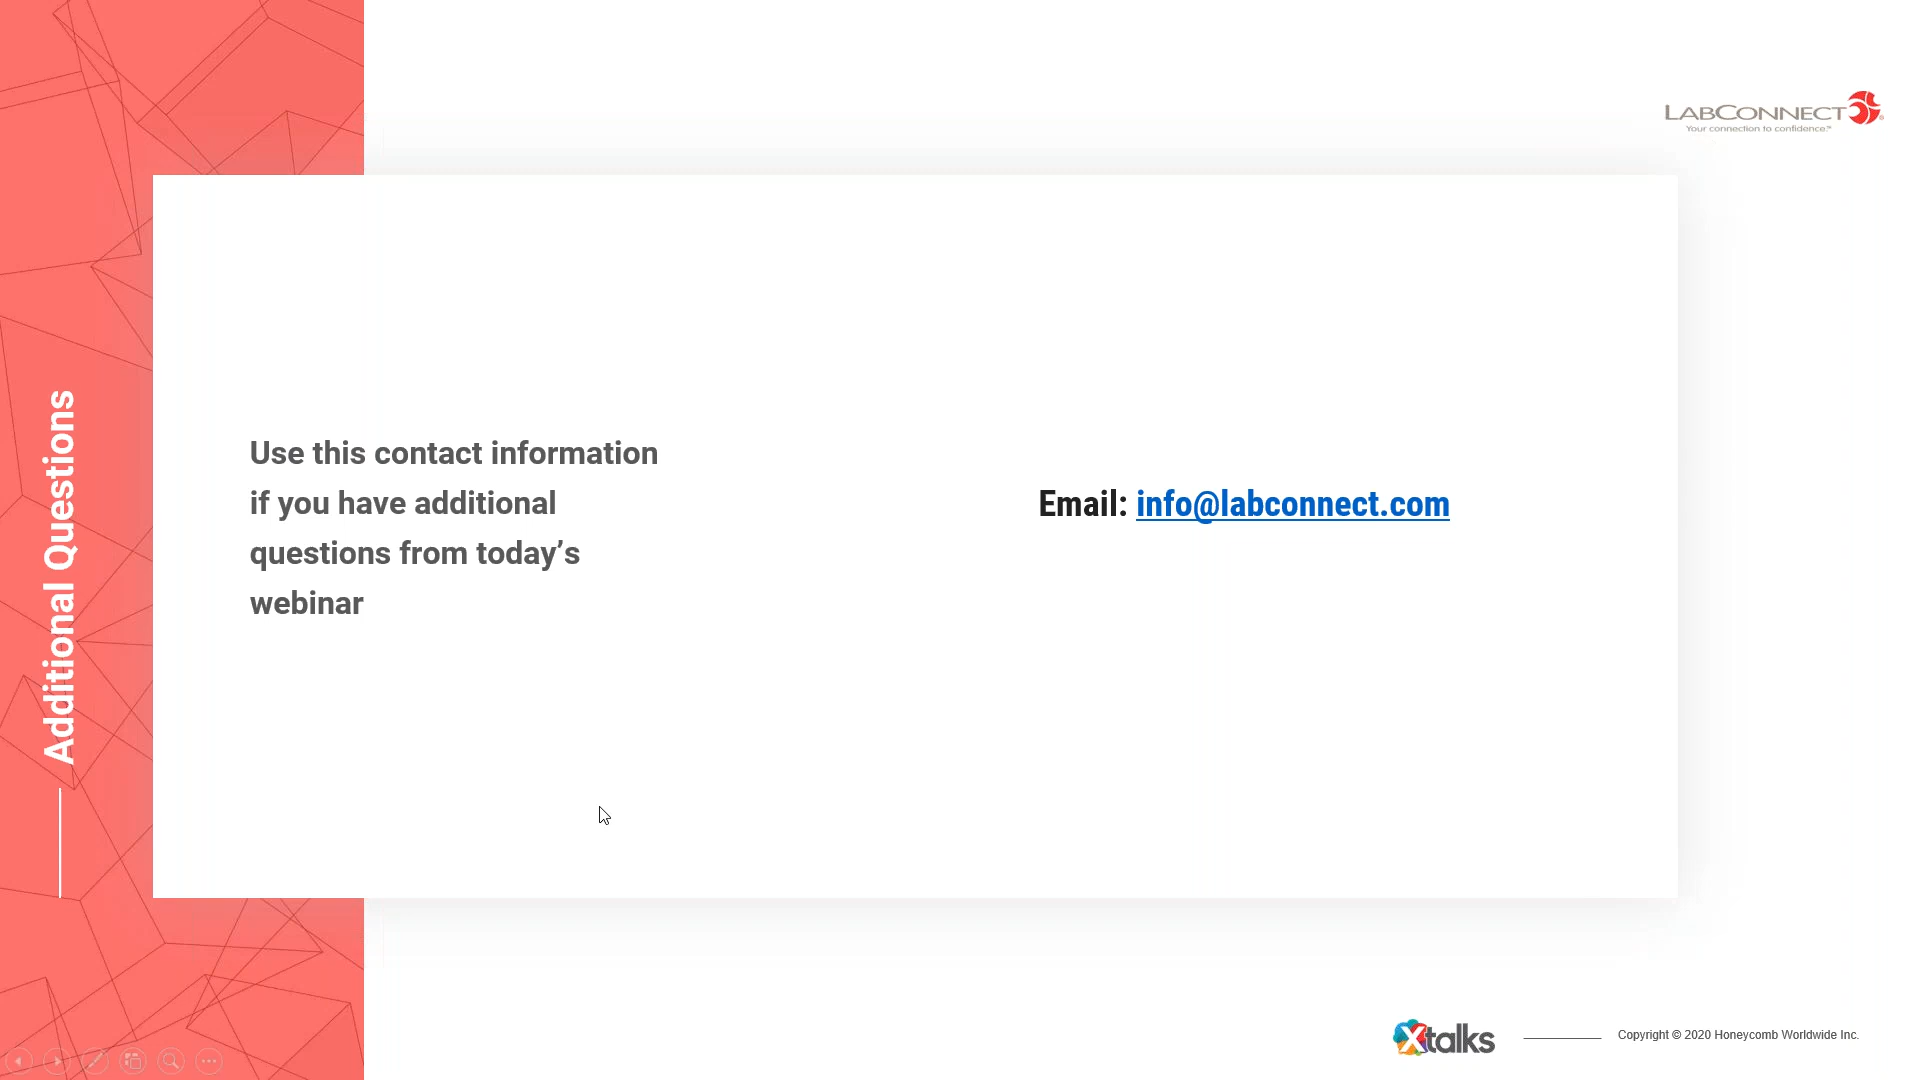 LABCONNECT
Your connection to confidence.™
Additional Questions
Use this contact information
if you have additional
questions from today’s
webinar
Email: info@labconnect.com
Xtalks
Copyright © 2020 Honeycomb Worldwide Inc.